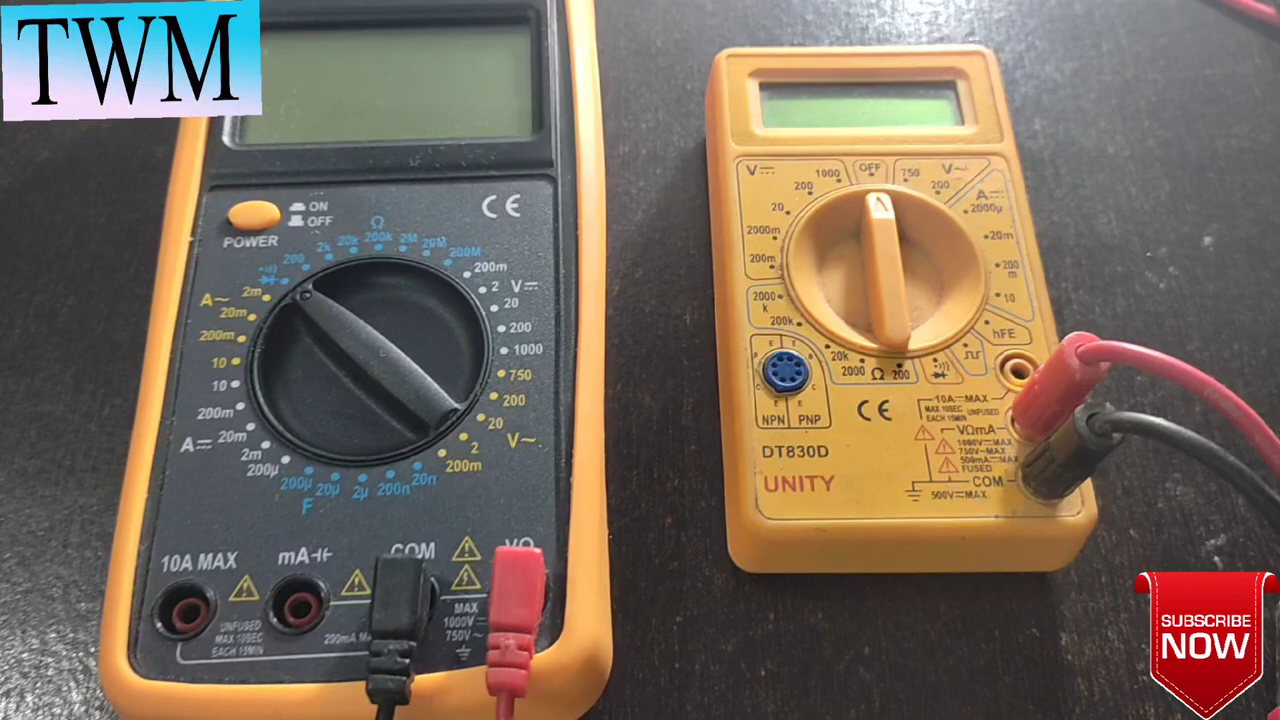 TWM
ON
OFF
POWER
CE
Ω
200
2k
20k
200k
2M
20M
200M
200m
2
V
20
200
1000
750
200
20
V~
2
200m
A~
2m
20m
200m
10
10
200m
A
20m
2m
200µ
200µ
20µ
2µ
200n
20n
F
10A MAX
mA
COM
VΩ
UNFUSED
MAX 10SEC
EACH 15MIN
200mA MA
MAX
1000V
750V~
V
1000
OFF
750
V~
200
200
20
2000m
200m
2000
k
200k
20k
2000
Ω
200
A
2000µ
20m
200
m
10
hFE
E
E
B
B
C
C
E
E
NPN
PNP
CE
DT830D
UNITY
10A MAX
MAX 10SEC UNFUSED
EACH 15MIN
VΩmA
1000V MAX
750V~MAX
500mA MAX
FUSED
COM
500V MAX
SUBSCRIBE
NOW